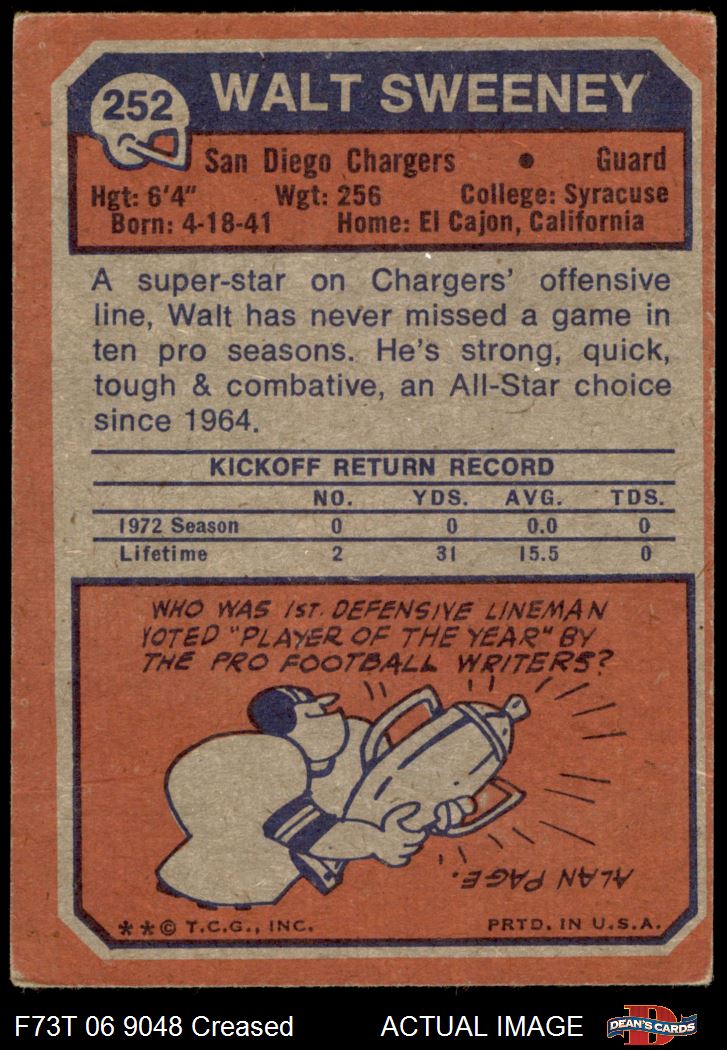 252 WALT SWEENEY
San Diego Chargers • Guard
Hgt: 6'4" Wgt: 256 College: Syracuse
Born: 4-18-41 Home: El Cajon, California
A super-star on Chargers' offensive
line, Walt has never missed a game in
ten pro seasons. He's strong, quick,
tough & combative, an All-Star choice
since 1964.
KICKOFF RETURN RECORD
NO. YDS. AVG. TDS.
1972 Season 0 0 0.0 0
Lifetime 2 31 15.5 0
WHO WAS 1ST. DEFENSIVE LINEMAN
VOTED "PLAYER OF THE YEAR" BY
THE PRO FOOTBALL WRITERS?
ALAN PAGE.
**© T.C.G., INC. PRTD. IN U.S.A.
F73T 06 9048 Creased ACTUAL IMAGE D DEAN'S CARDS